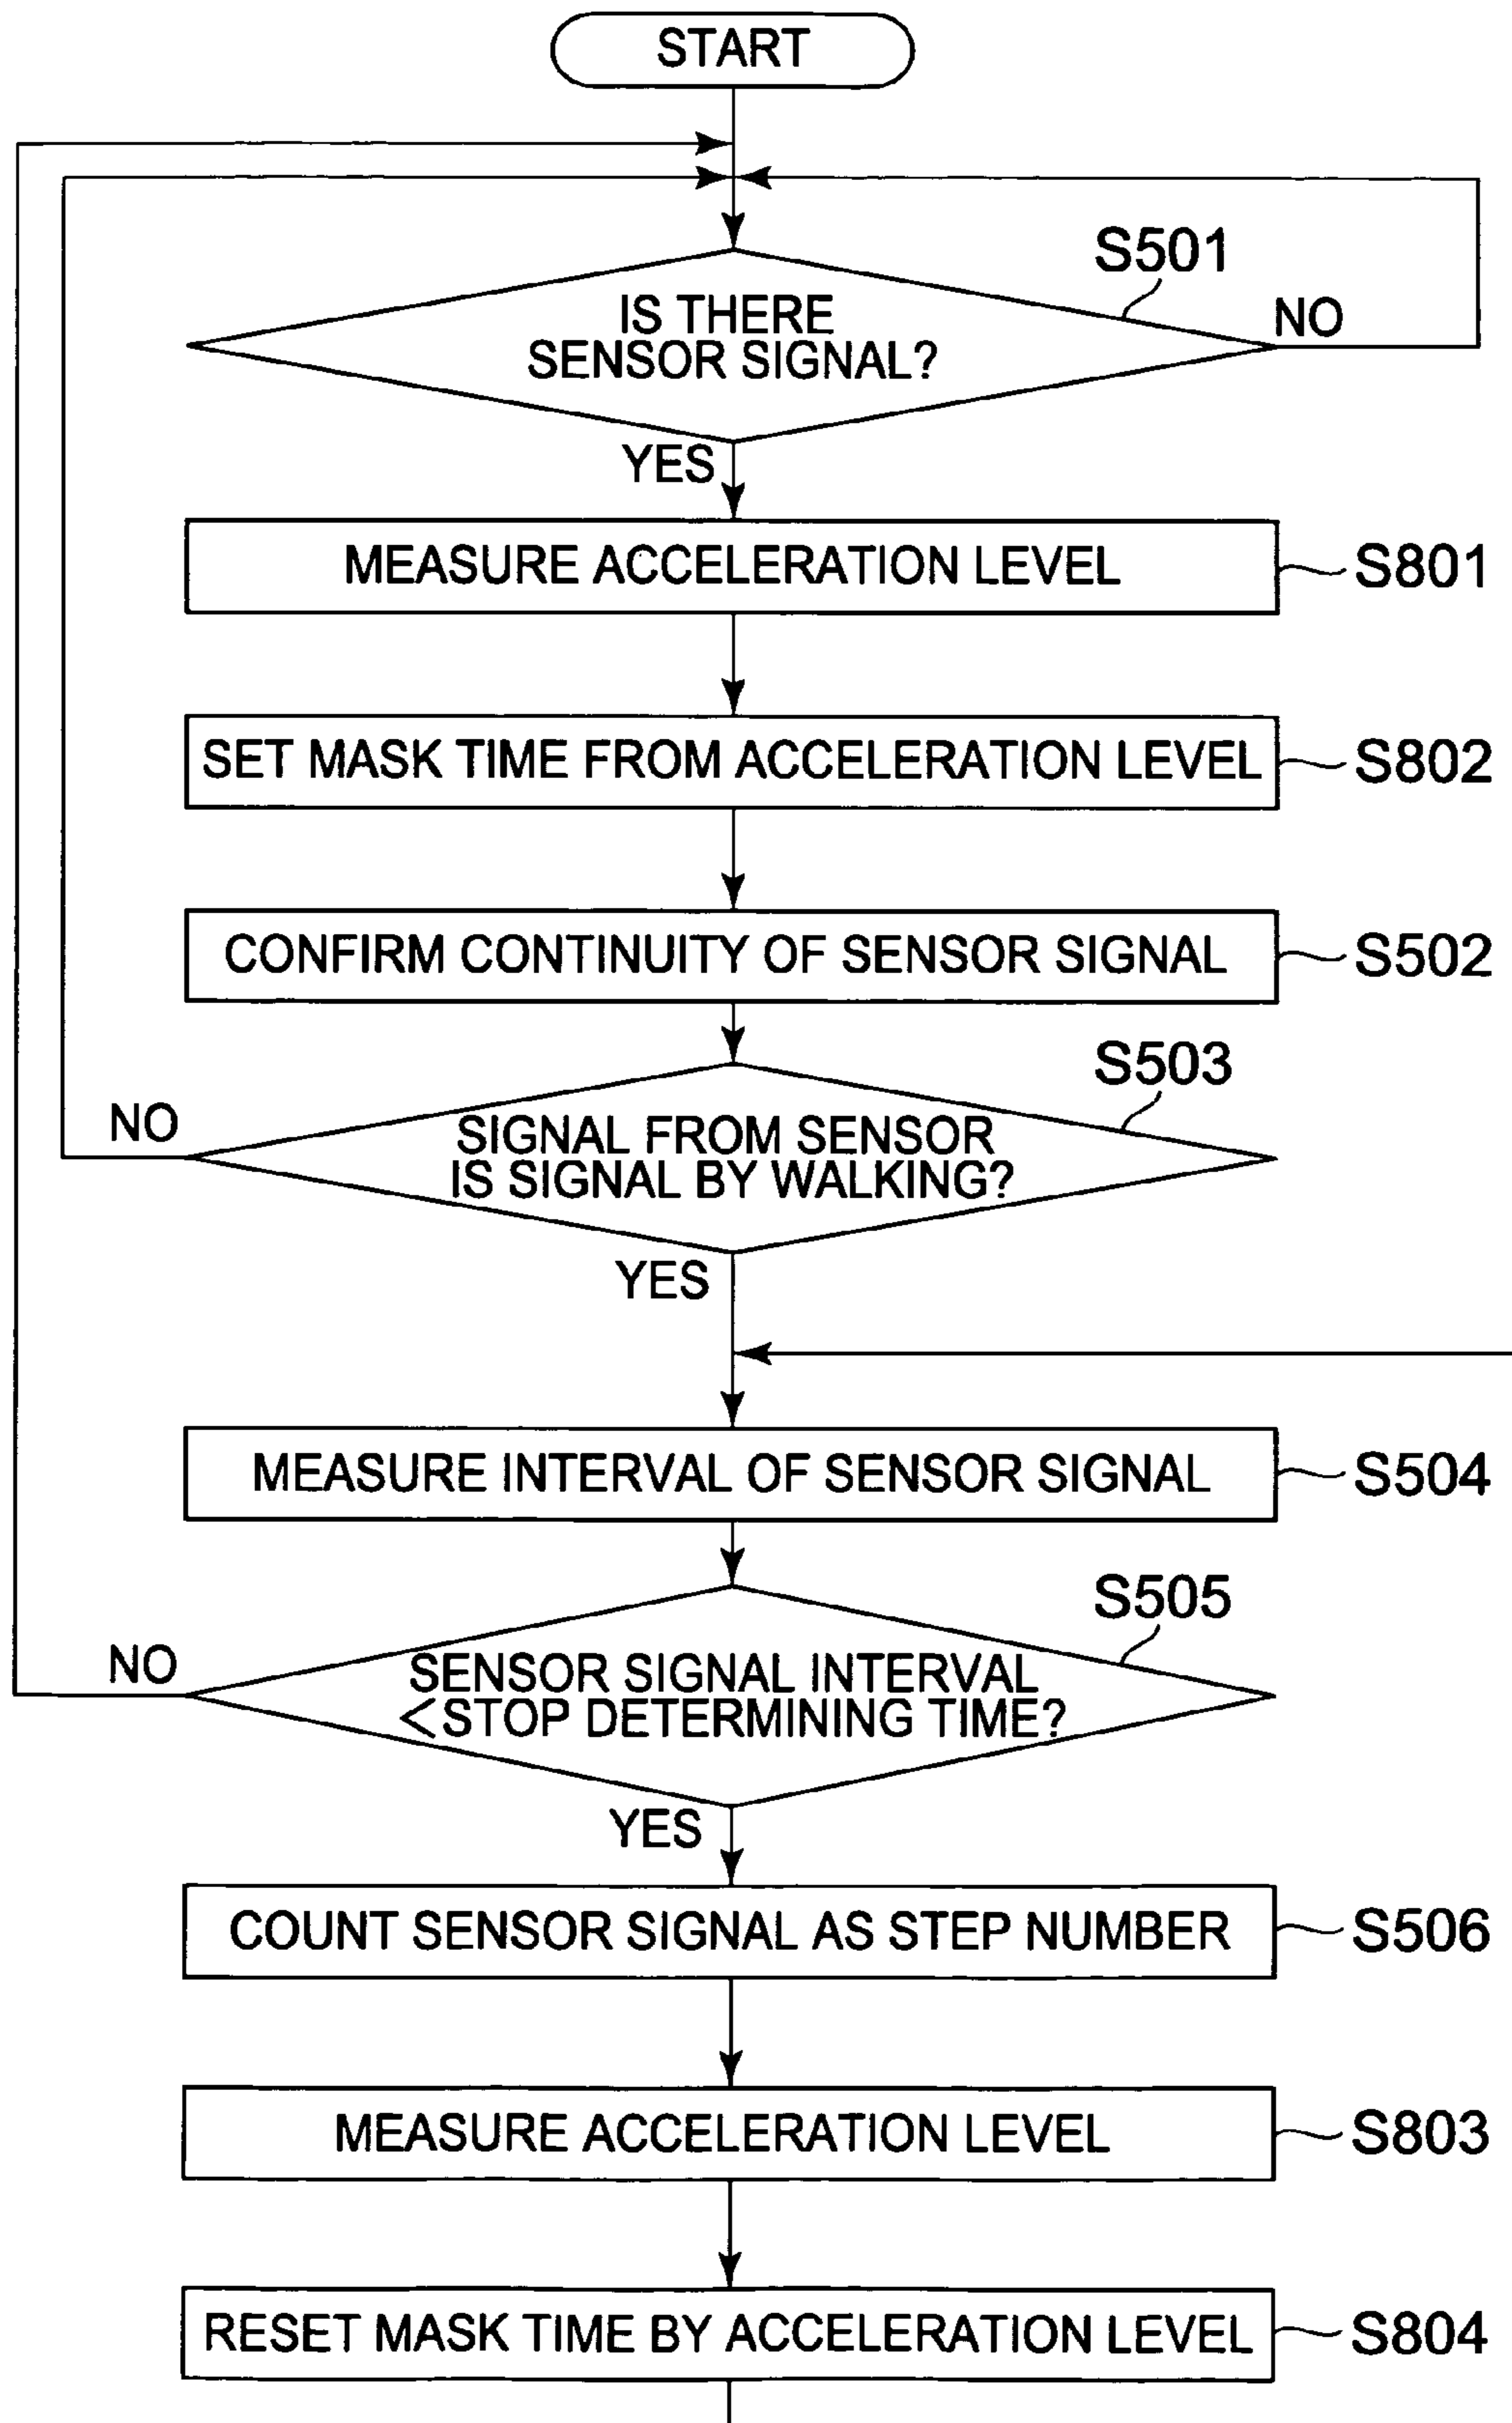 START
S501
IS THERE
SENSOR SIGNAL?
NO
YES
MEASURE ACCELERATION LEVEL
S801
SET MASK TIME FROM ACCELERATION LEVEL
S802
CONFIRM CONTINUITY OF SENSOR SIGNAL
S502
S503
NO
SIGNAL FROM SENSOR
IS SIGNAL BY WALKING?
YES
MEASURE INTERVAL OF SENSOR SIGNAL
S504
S505
NO
SENSOR SIGNAL INTERVAL
<STOP DETERMINING TIME?
YES
COUNT SENSOR SIGNAL AS STEP NUMBER
S506
MEASURE ACCELERATION LEVEL
S803
RESET MASK TIME BY ACCELERATION LEVEL
S804